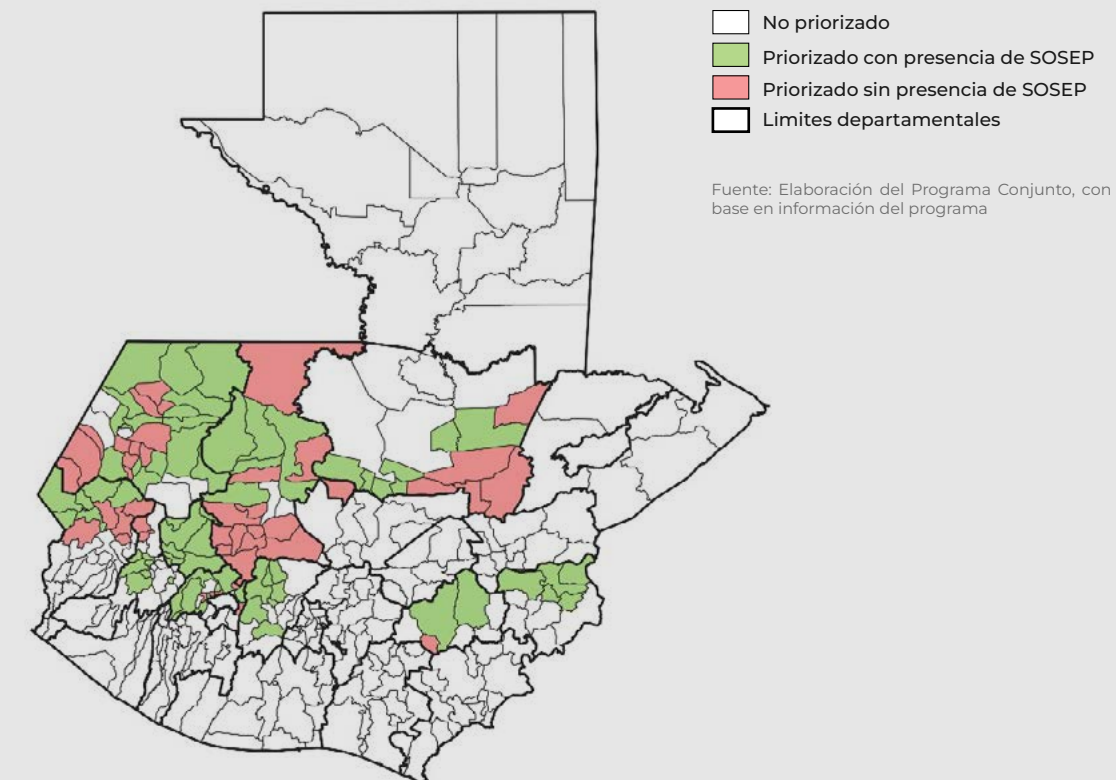 No priorizado
Priorizado con presencia de SOSEP
Priorizado sin presencia de SOSEP
Limites departamentales
Fuente: Elaboración del Programa Conjunto, con
base en información del programa